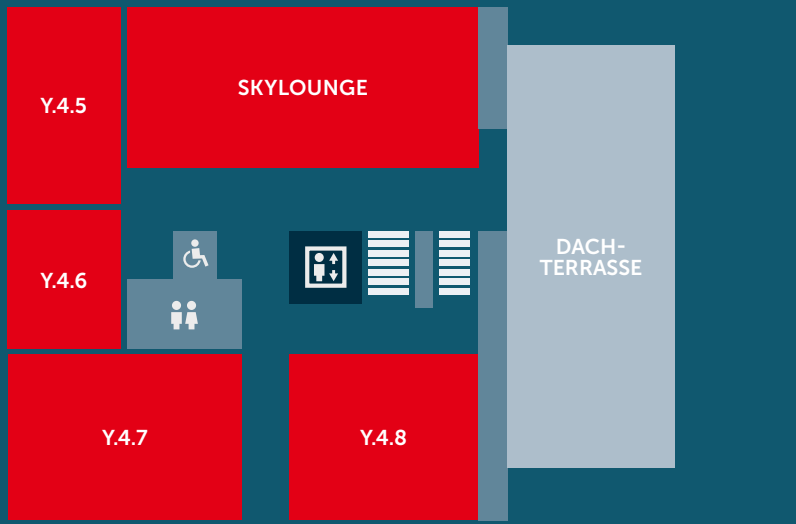 SKYLOUNGE
Y.4.5
DACH-
TERRASSE
Y.4.6
Y.4.7
Y.4.8